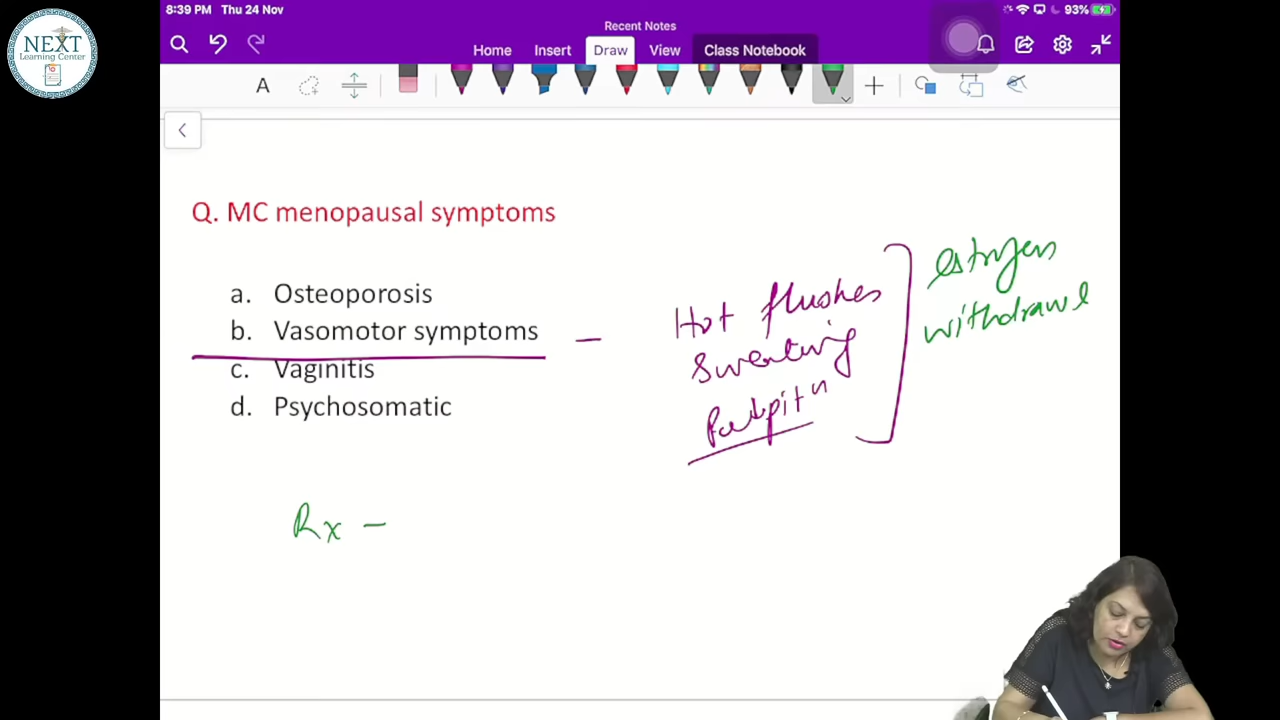 8:39 PM Thu 24 Nov
93%
NEXT
Learning Center
Recent Notes
Home Insert Draw View Class Notebook
A
Q. MC menopausal symptoms
a. Osteoporosis
b. Vasomotor symptoms –
c. Vaginitis
d. Psychosomatic
Hot flushes
Sweating
Palpitⁿ
estrogen
withdrawl
Rx –